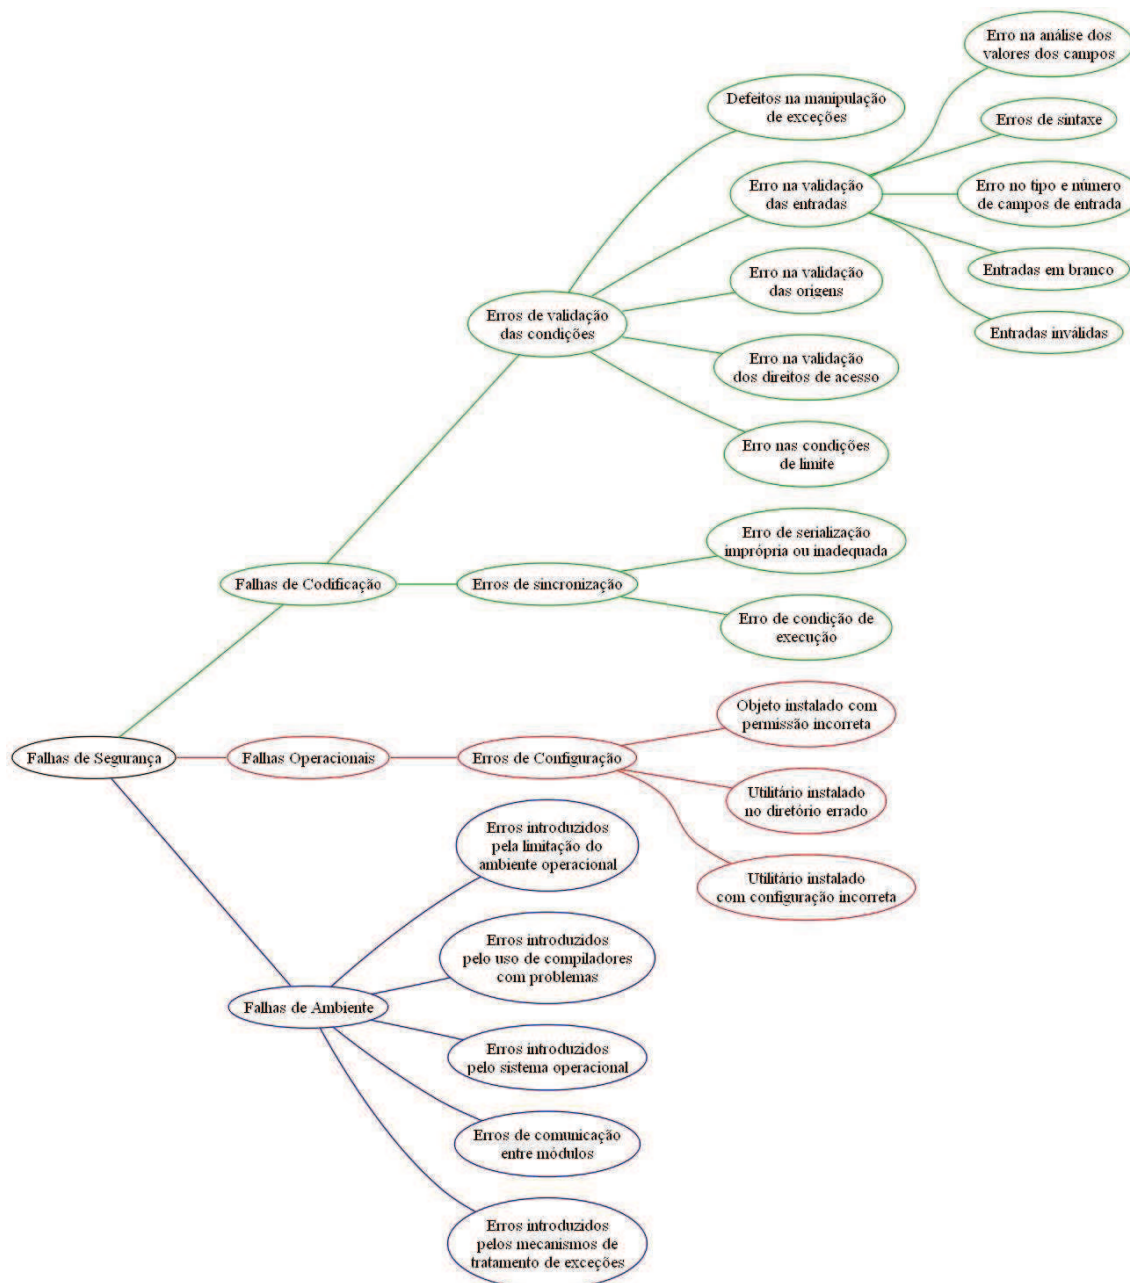 Erro na análise dos
valores dos campos
Defeitos na manipulação
de exceções
Erros de sintaxe
Erro na validação
das entradas
Erro no tipo e número
de campos de entrada
Entradas em branco
Erro na validação
das origens
Entradas inválidas
Erros de validação
das condições
Erro na validação
dos direitos de acesso
Erro nas condições
de limite
Erro de serialização
imprópria ou inadequada
Falhas de Codificação
Erros de sincronização
Erro de condição de
execução
Objeto instalado com
permissão incorreta
Falhas de Segurança
Falhas Operacionais
Erros de Configuração
Utilitário instalado
no diretório errado
Erros introduzidos
pela limitação do
ambiente operacional
Utilitário instalado
com configuração incorreta
Erros introduzidos
pelo uso de compiladores
com problemas
Falhas de Ambiente
Erros introduzidos
pelo sistema operacional
Erros de comunicação
entre módulos
Erros introduzidos
pelos mecanismos de
tratamento de exceções